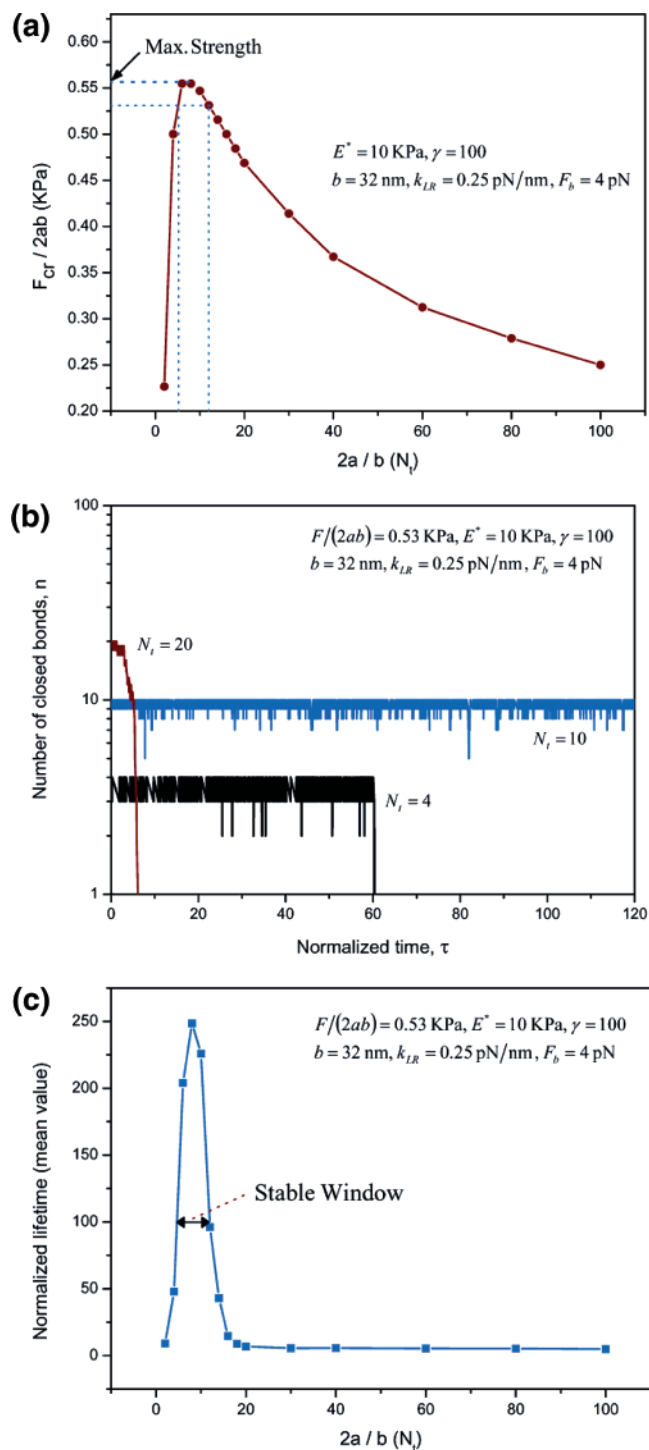 (a)
Max. Strength
0.55
0.50
0.45
0.40
0.35
0.30
0.25
0.20
F_cr / 2ab (KPa)
E* = 10 KPa, γ = 100
b = 32 nm, k_LR = 0.25 pN/nm, F_b = 4 pN
0 20 40 60 80 100
2a / b (N_t)
(b)
100
10
1
Number of closed bonds, n
F/(2ab) = 0.53 KPa, E* = 10 KPa, γ = 100
b = 32 nm, k_LR = 0.25 pN/nm, F_b = 4 pN
N_t = 20
N_t = 10
N_t = 4
0 20 40 60 80 100 120
Normalized time, τ
(c)
250
200
150
100
50
0
Normalized lifetime (mean value)
F/(2ab) = 0.53 KPa, E* = 10 KPa, γ = 100
b = 32 nm, k_LR = 0.25 pN/nm, F_b = 4 pN
Stable Window
0 20 40 60 80 100
2a / b (N_t)